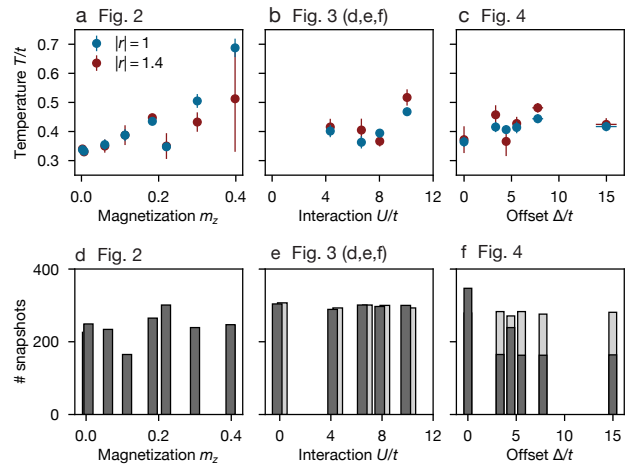 a Fig. 2
b Fig. 3 (d,e,f)
c Fig. 4
Temperature T/t
0.7
0.6
0.5
0.4
0.3
|r| = 1
|r| = 1.4
0.0 0.2 0.4
Magnetization m_z
0 4 8 12
Interaction U/t
0 5 10 15
Offset Δ/t
d Fig. 2
e Fig. 3 (d,e,f)
f Fig. 4
# snapshots
400
200
0
0.0 0.2 0.4
Magnetization m_z
0 4 8 12
Interaction U/t
0 5 10 15
Offset Δ/t